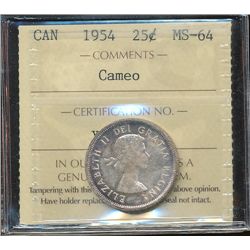 CAN 1954 25¢ MS-64
— COMMENTS —
Cameo
— CERTIFICATION NO. —
IN OU S A
GENU M.
ELIZABETH II DEI GRATIA REGINA
Tampering with this above opinion.
Have holder repla seal not intact.